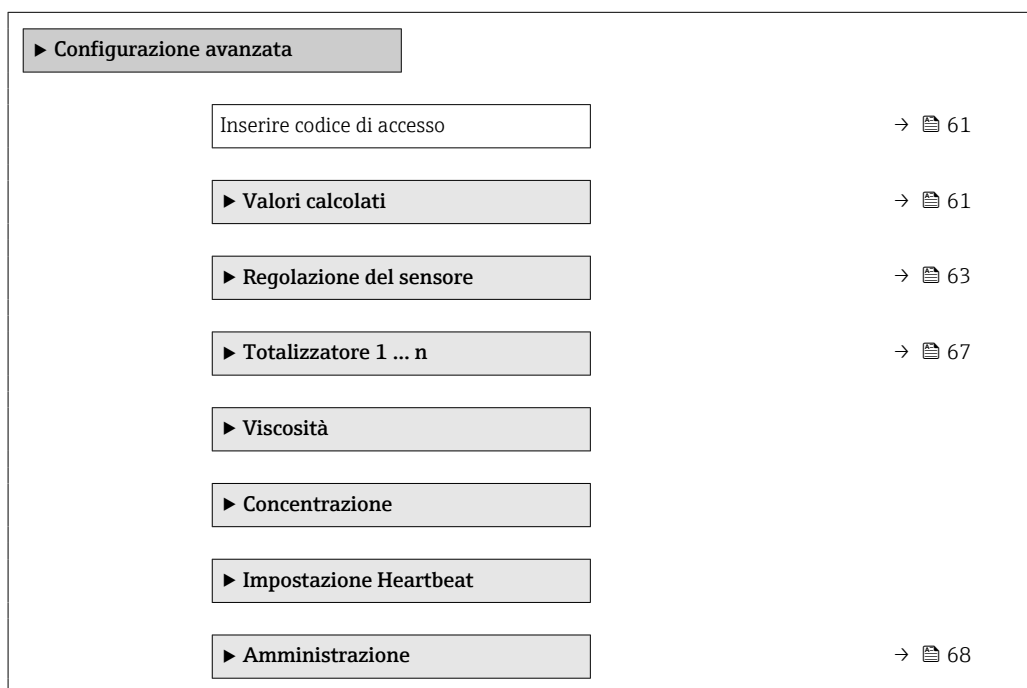 ▶ Configurazione avanzata
Inserire codice di accesso → 61
▶ Valori calcolati → 61
▶ Regolazione del sensore → 63
▶ Totalizzatore 1 … n → 67
▶ Viscosità
▶ Concentrazione
▶ Impostazione Heartbeat
▶ Amministrazione → 68